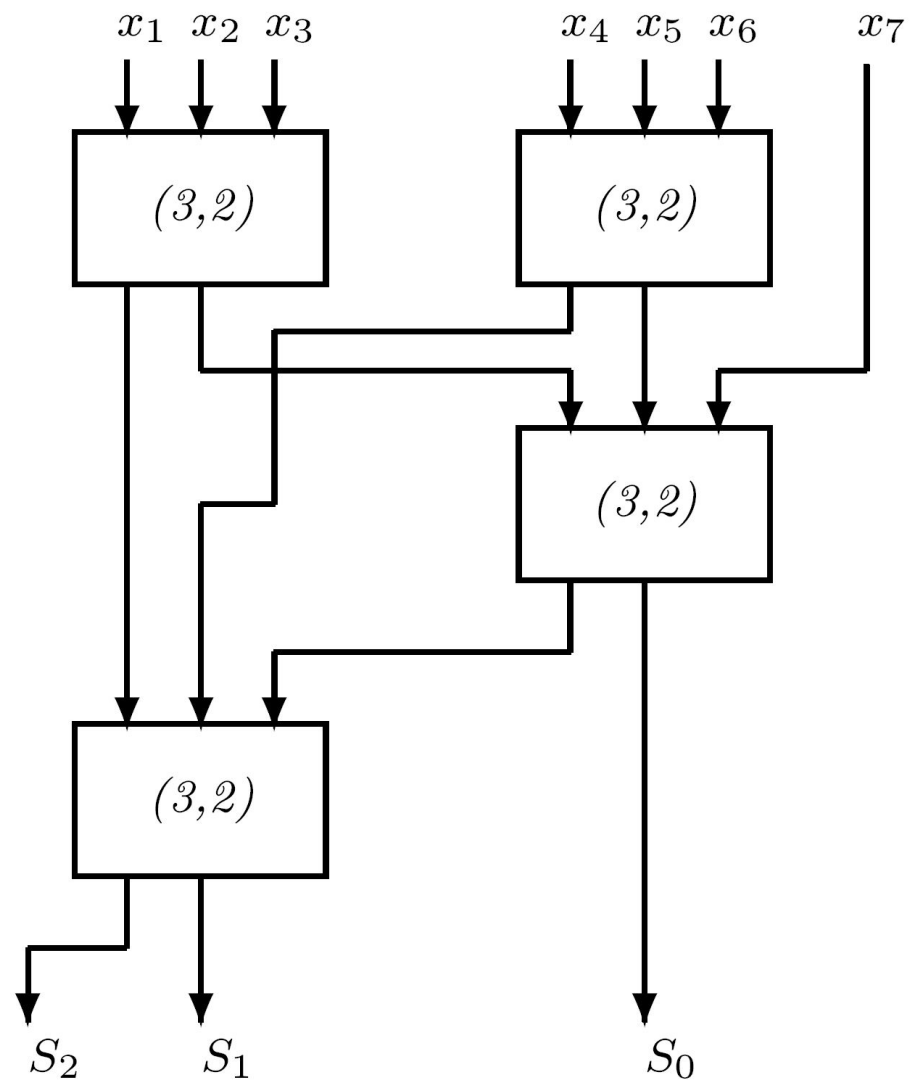 x₁ x₂ x₃ x₄ x₅ x₆ x₇
(3,2) (3,2)
(3,2)
(3,2)
S₂ S₁ S₀